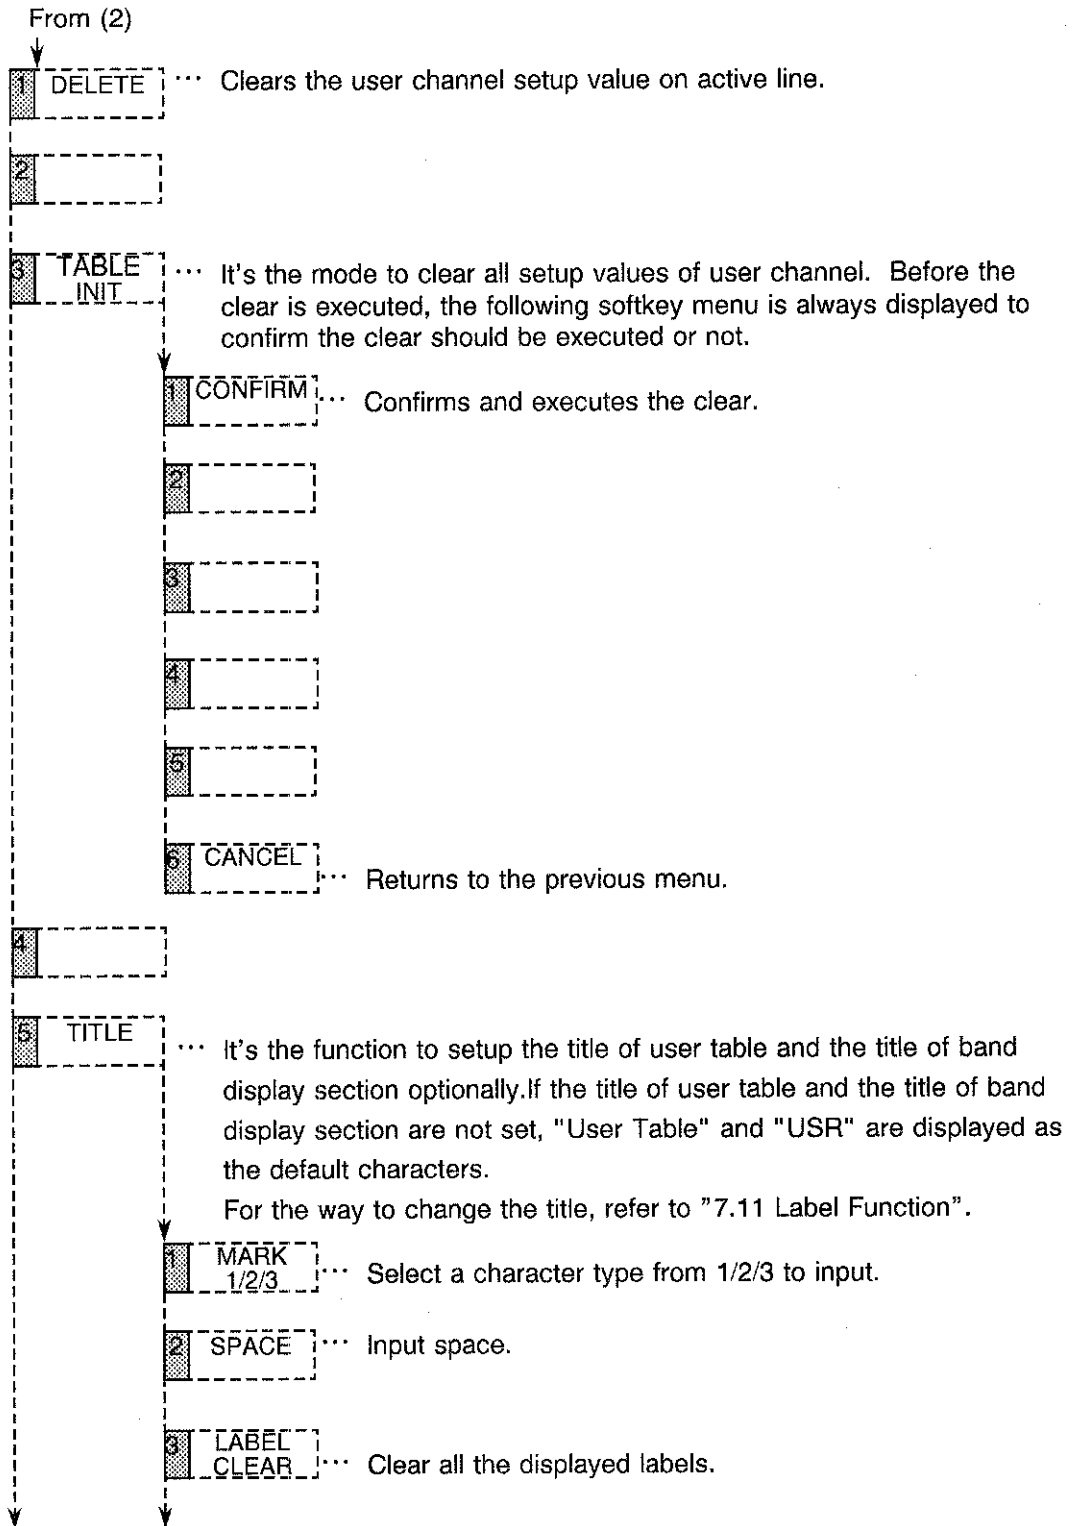 From (2)
1 DELETE ... Clears the user channel setup value on active line.
2
3 TABLE INIT ... It's the mode to clear all setup values of user channel. Before the
clear is executed, the following softkey menu is always displayed to
confirm the clear should be executed or not.
1 CONFIRM ... Confirms and executes the clear.
2
3
4
5
6 CANCEL ... Returns to the previous menu.
4
5 TITLE ... It's the function to setup the title of user table and the title of band
display section optionally.If the title of user table and the title of band
display section are not set, "User Table" and "USR" are displayed as
the default characters.
For the way to change the title, refer to "7.11 Label Function".
1 MARK 1/2/3 ... Select a character type from 1/2/3 to input.
2 SPACE ... Input space.
3 LABEL CLEAR ... Clear all the displayed labels.